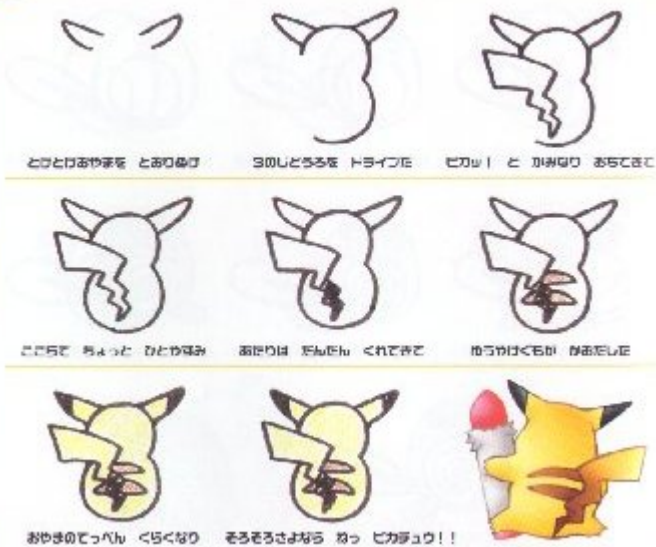 とげとげおやまを とおりぬけ
3のじどうろを ドライブだ
ピカッ! と かみなり おちてきて
ここらで ちょっと ひとやすみ
あたりは だんだん くれてきて
ゆうやけぐもが かおだした
おやまのてっぺん くらくなり
そろそろさよなら ねっ ピカチュウ!!